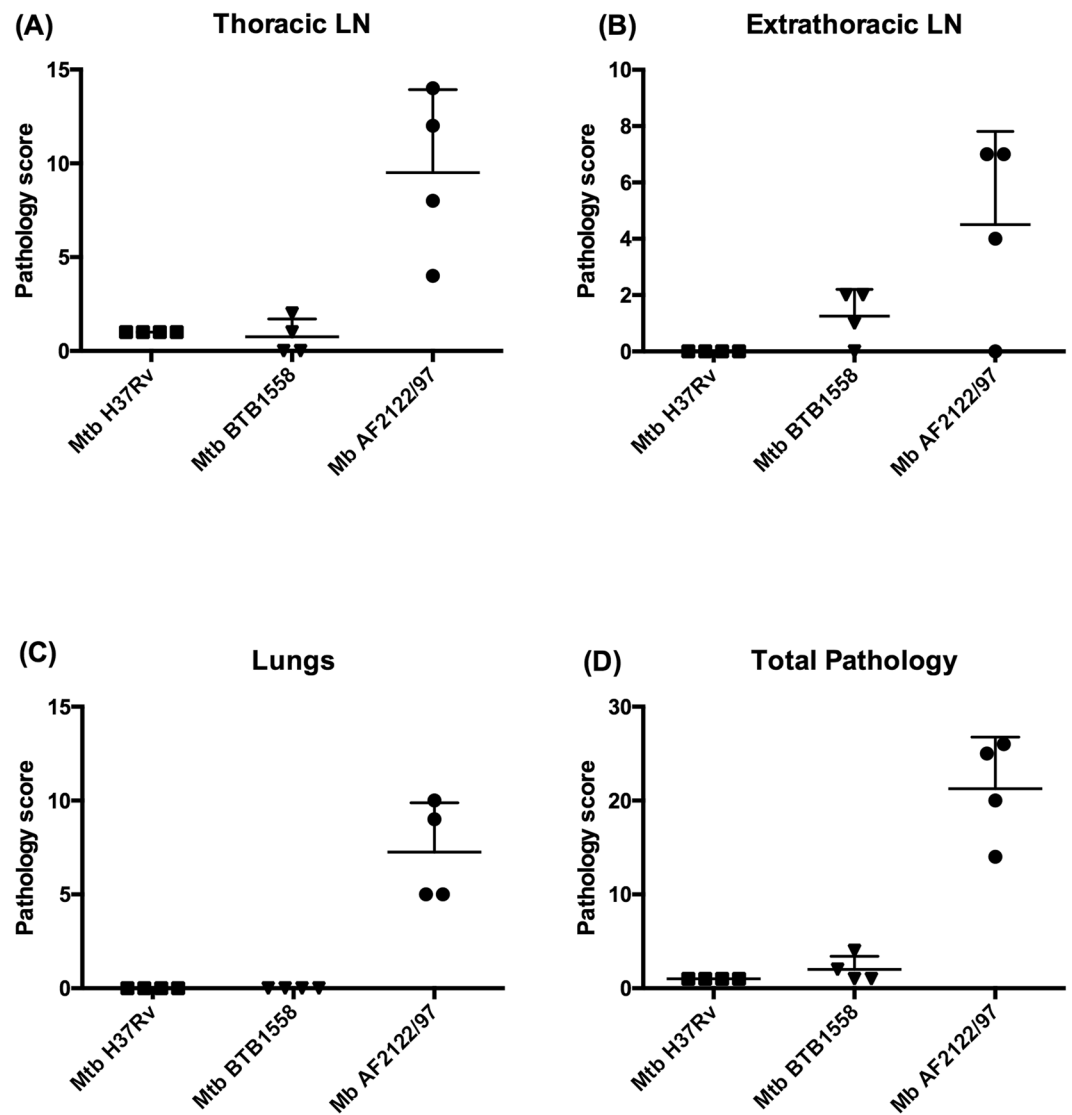 (A) Thoracic LN
Pathology score
15
10
5
0
Mtb H37Rv
Mtb BTB1558
Mb AF2122/97
(B) Extrathoracic LN
Pathology score
10
8
6
4
2
0
Mtb H37Rv
Mtb BTB1558
Mb AF2122/97
(C) Lungs
Pathology score
15
10
5
0
Mtb H37Rv
Mtb BTB1558
Mb AF2122/97
(D) Total Pathology
Pathology score
30
20
10
0
Mtb H37Rv
Mtb BTB1558
Mb AF2122/97